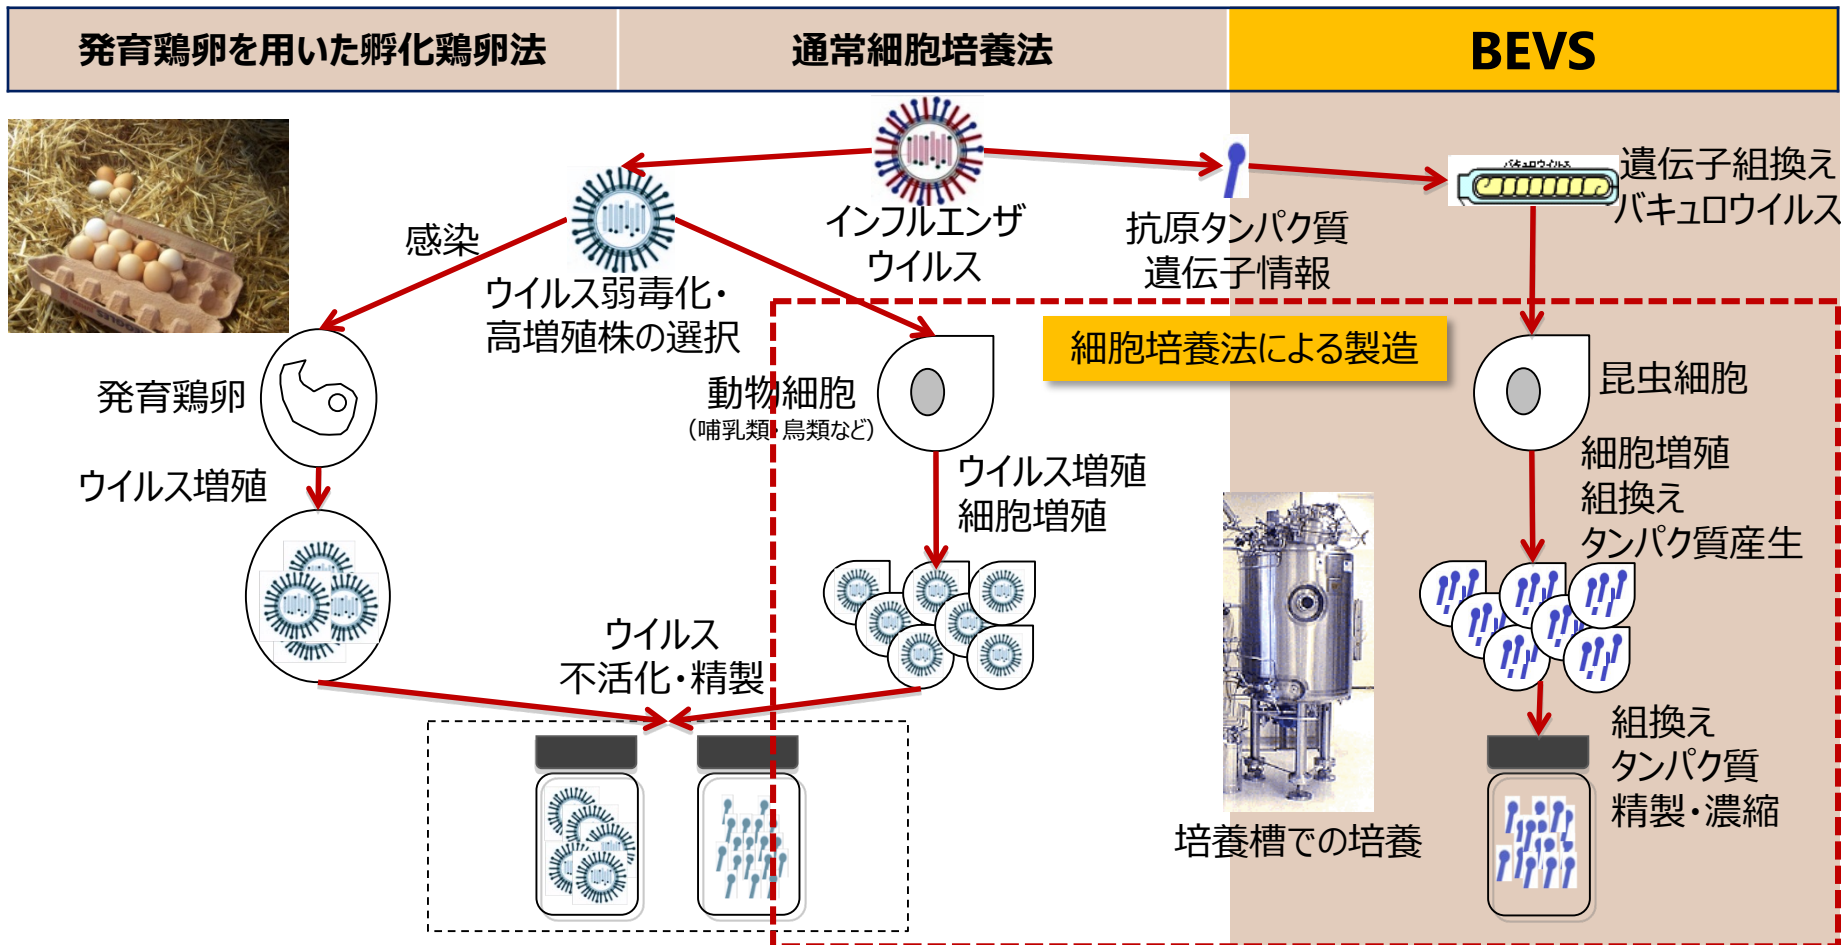 発育鶏卵を用いた孵化鶏卵法
通常細胞培養法
BEVS
バキュロウイルス
遺伝子組換え
バキュロウイルス
インフルエンザ
ウイルス
抗原タンパク質
遺伝子情報
感染
ウイルス弱毒化・
高増殖株の選択
細胞培養法による製造
発育鶏卵
動物細胞
（哺乳類・鳥類など）
昆虫細胞
ウイルス増殖
ウイルス増殖
細胞増殖
細胞増殖
組換え
タンパク質産生
ウイルス
不活化・精製
培養槽での培養
組換え
タンパク質
精製・濃縮